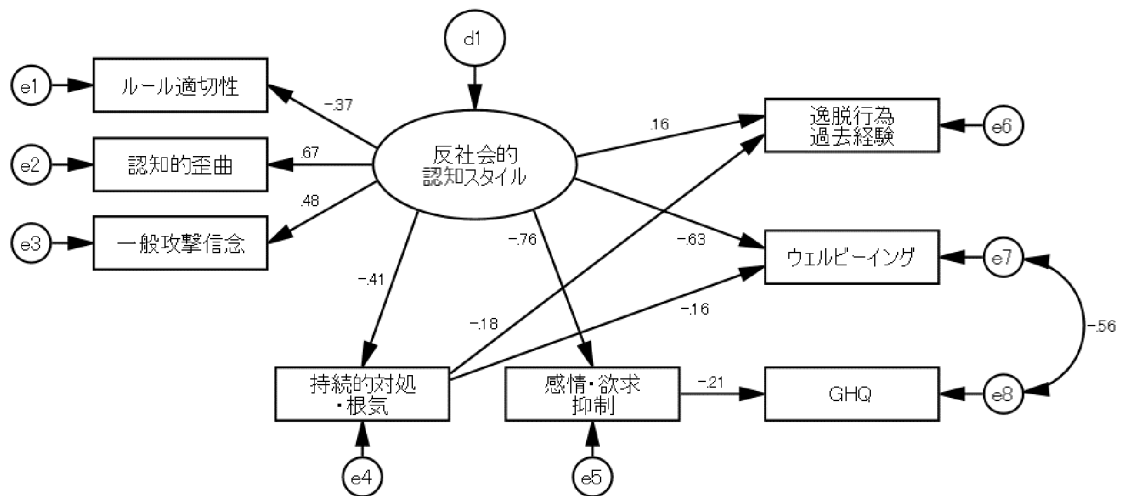 d1
e1
ルール適切性
-.37
.16
逸脱行為
過去経験
e6
e2
認知的歪曲
.67
反社会的
認知スタイル
.48
e3
一般攻撃信念
-.76
-.63
ウェルビーイング
e7
-.41
-.18
-.16
-.56
持続的対処
・根気
感情・欲求
抑制
-.21
GHQ
e8
e4
e5